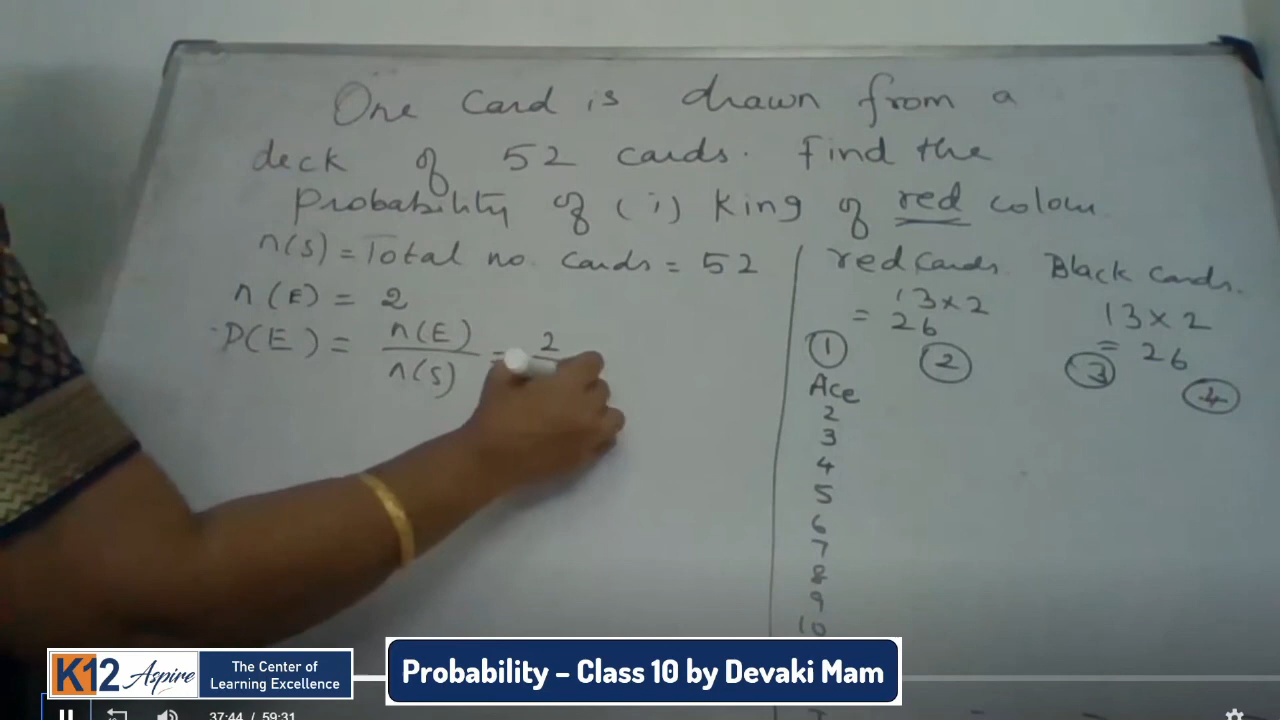 One Card is drawn from a
deck of 52 cards. Find the
Probability of (i) King of red colour
n(S) = Total no. cards = 52
n(E) = 2
P(E) = n(E)/n(S) = 2
red Cards
= 13 x 2
26
1
2
Ace
2
3
4
5
6
7
8
9
10
Black Cards.
13 x 2
= 26
3
4
K12 Aspire
The Center of
Learning Excellence
Probability – Class 10 by Devaki Mam
37:44 / 59:31